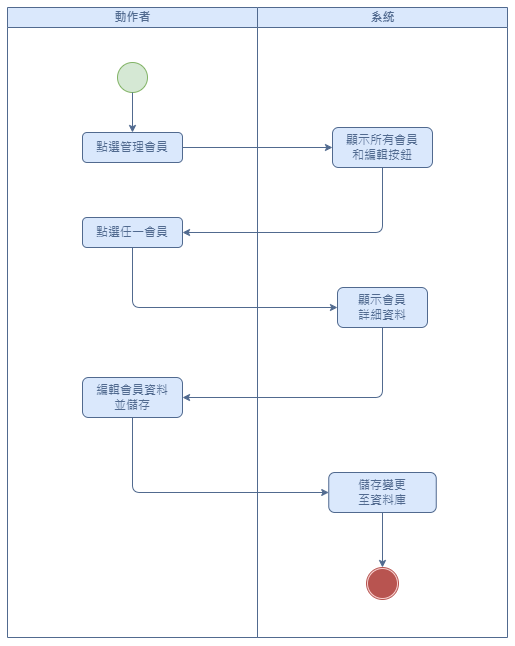 動作者
系統
點選管理會員
顯示所有會員
和編輯按鈕
點選任一會員
顯示會員
詳細資料
編輯會員資料
並儲存
儲存變更
至資料庫